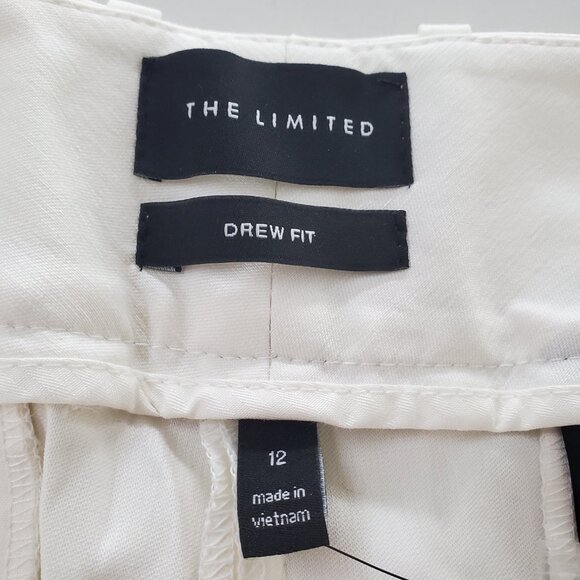 THE LIMITED
DREW FIT
12
made in
vietnam